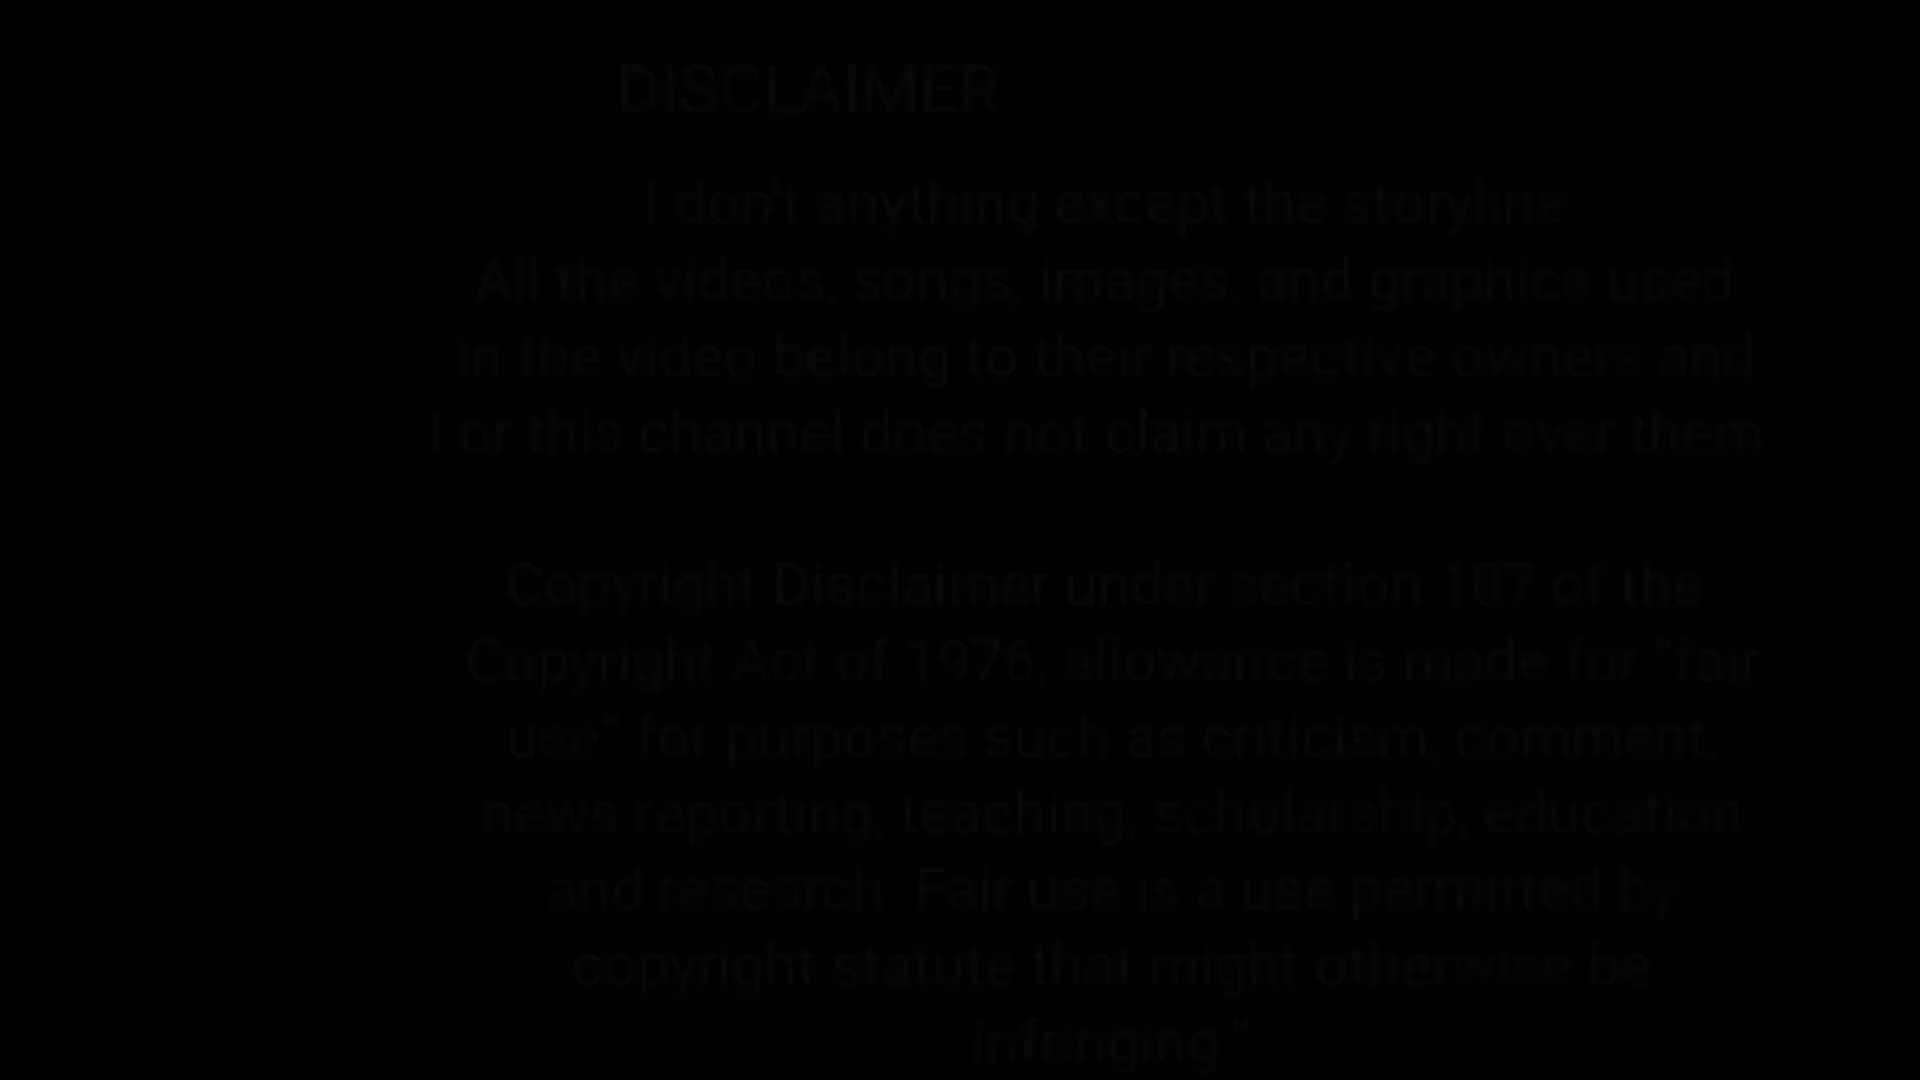 DISCLAIMER
I don't anything except the storyline
All the videos, songs, images, and graphics used
in the video belong to their respective owners and
I or this channel does not claim any right over them.
Copyright Disclaimer under section 107 of the
Copyright Act of 1976, allowance is made for "fair
use" for purposes such as criticism, comment,
news reporting, teaching, scholarship, education
and research. Fair use is a use permitted by
copyright statute that might otherwise be
infringing."